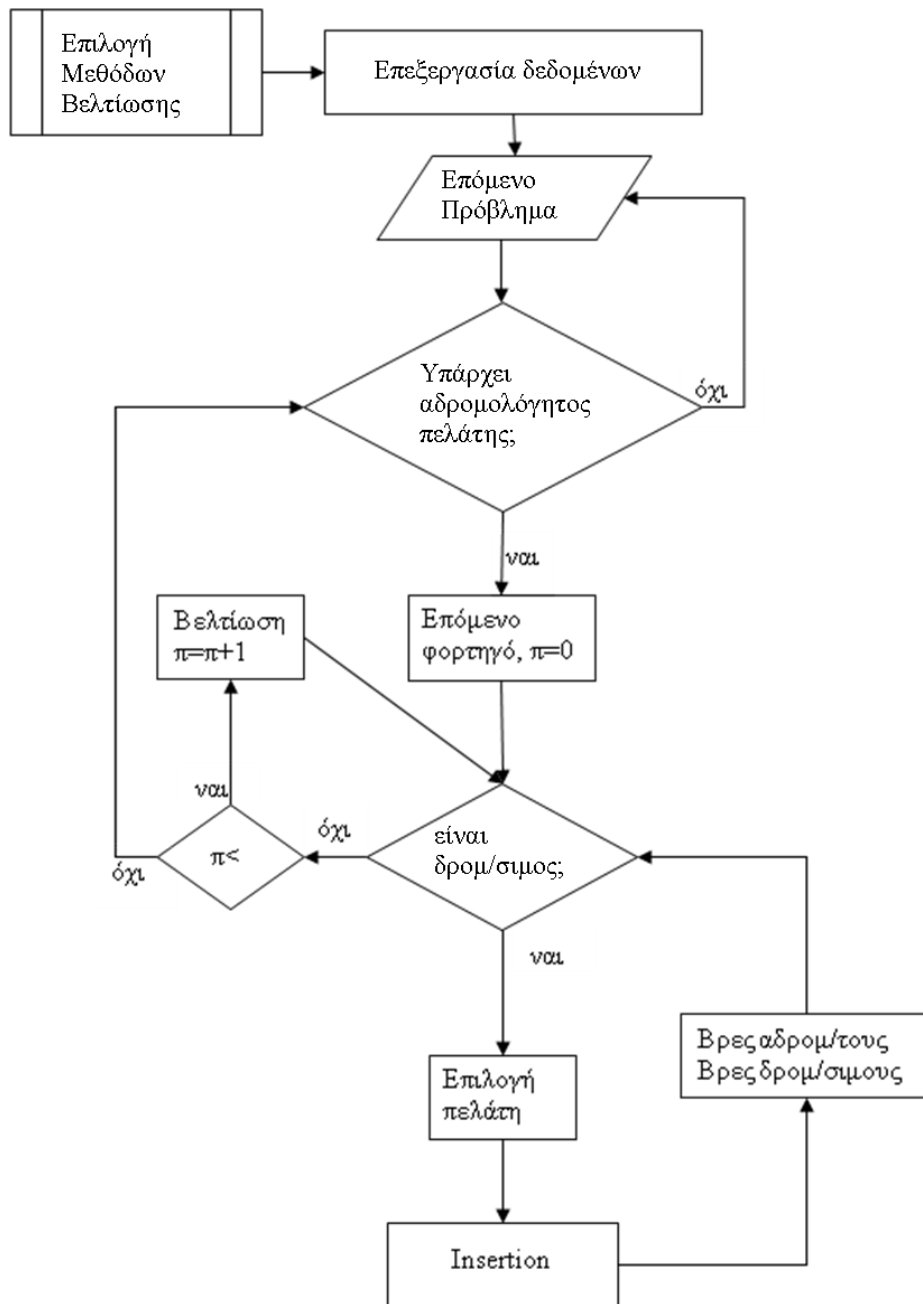 Επιλογή
Μεθόδων
Βελτίωσης
Επεξεργασία δεδομένων
Επόμενο
Πρόβλημα
Υπάρχει
αδρομολόγητος
πελάτης;
όχι
ναι
Βελτίωση
π=π+1
Επόμενο
φορτηγό, π=0
ναι
όχι
π<
όχι
είναι
δρομ/σιμος;
ναι
Βρες αδρομ/τους
Βρες δρομ/σιμους
Επιλογή
πελάτη
Insertion